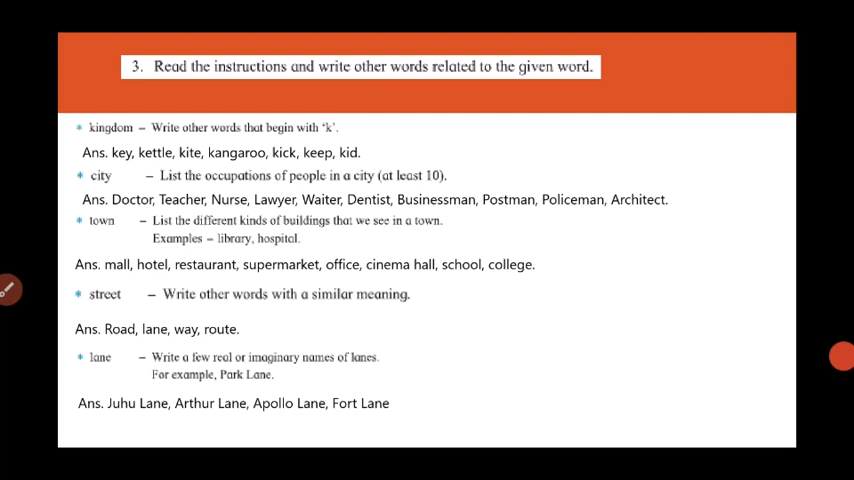 3. Read the instructions and write other words related to the given word.
* kingdom – Write other words that begin with ‘k’.
Ans. key, kettle, kite, kangaroo, kick, keep, kid.
* city – List the occupations of people in a city (at least 10).
Ans. Doctor, Teacher, Nurse, Lawyer, Waiter, Dentist, Businessman, Postman, Policeman, Architect.
* town – List the different kinds of buildings that we see in a town.
Examples – library, hospital.
Ans. mall, hotel, restaurant, supermarket, office, cinema hall, school, college.
* street – Write other words with a similar meaning.
Ans. Road, lane, way, route.
* lane – Write a few real or imaginary names of lanes.
For example, Park Lane.
Ans. Juhu Lane, Arthur Lane, Apollo Lane, Fort Lane